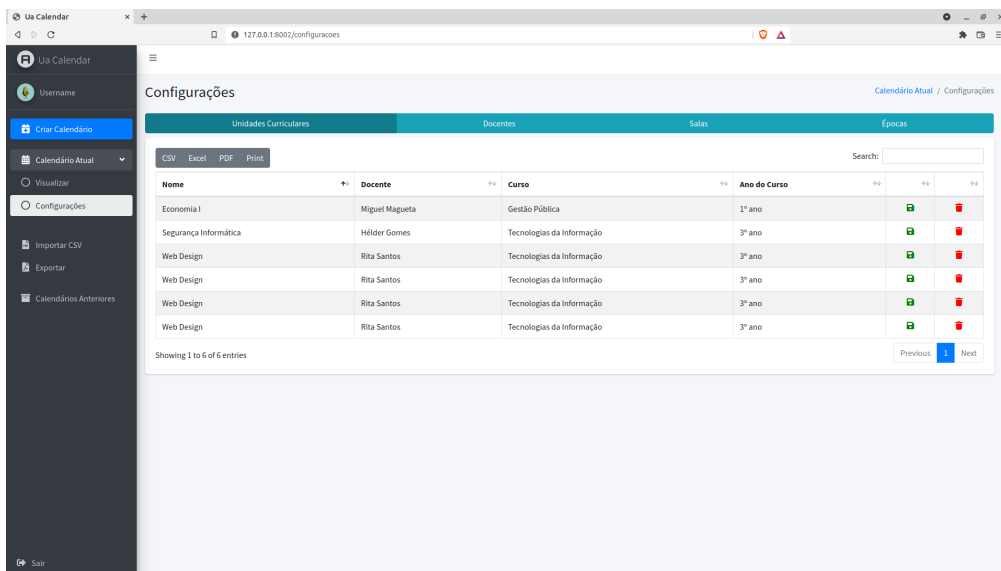 Ua Calendar
127.0.0.1:8002/configuracoes
Ua Calendar
Username
Criar Calendário
Calendário Atual
Visualizar
Configurações
Importar CSV
Exportar
Calendários Anteriores
Sair
Configurações
Calendário Atual / Configurações
Unidades Curriculares Docentes Salas Épocas
CSV Excel PDF Print
Search:
Nome Docente Curso Ano do Curso
Economia I Miguel Magueta Gestão Pública 1º ano
Segurança Informática Hélder Gomes Tecnologias da Informação 3º ano
Web Design Rita Santos Tecnologias da Informação 3º ano
Web Design Rita Santos Tecnologias da Informação 3º ano
Web Design Rita Santos Tecnologias da Informação 3º ano
Web Design Rita Santos Tecnologias da Informação 3º ano
Showing 1 to 6 of 6 entries
Previous 1 Next